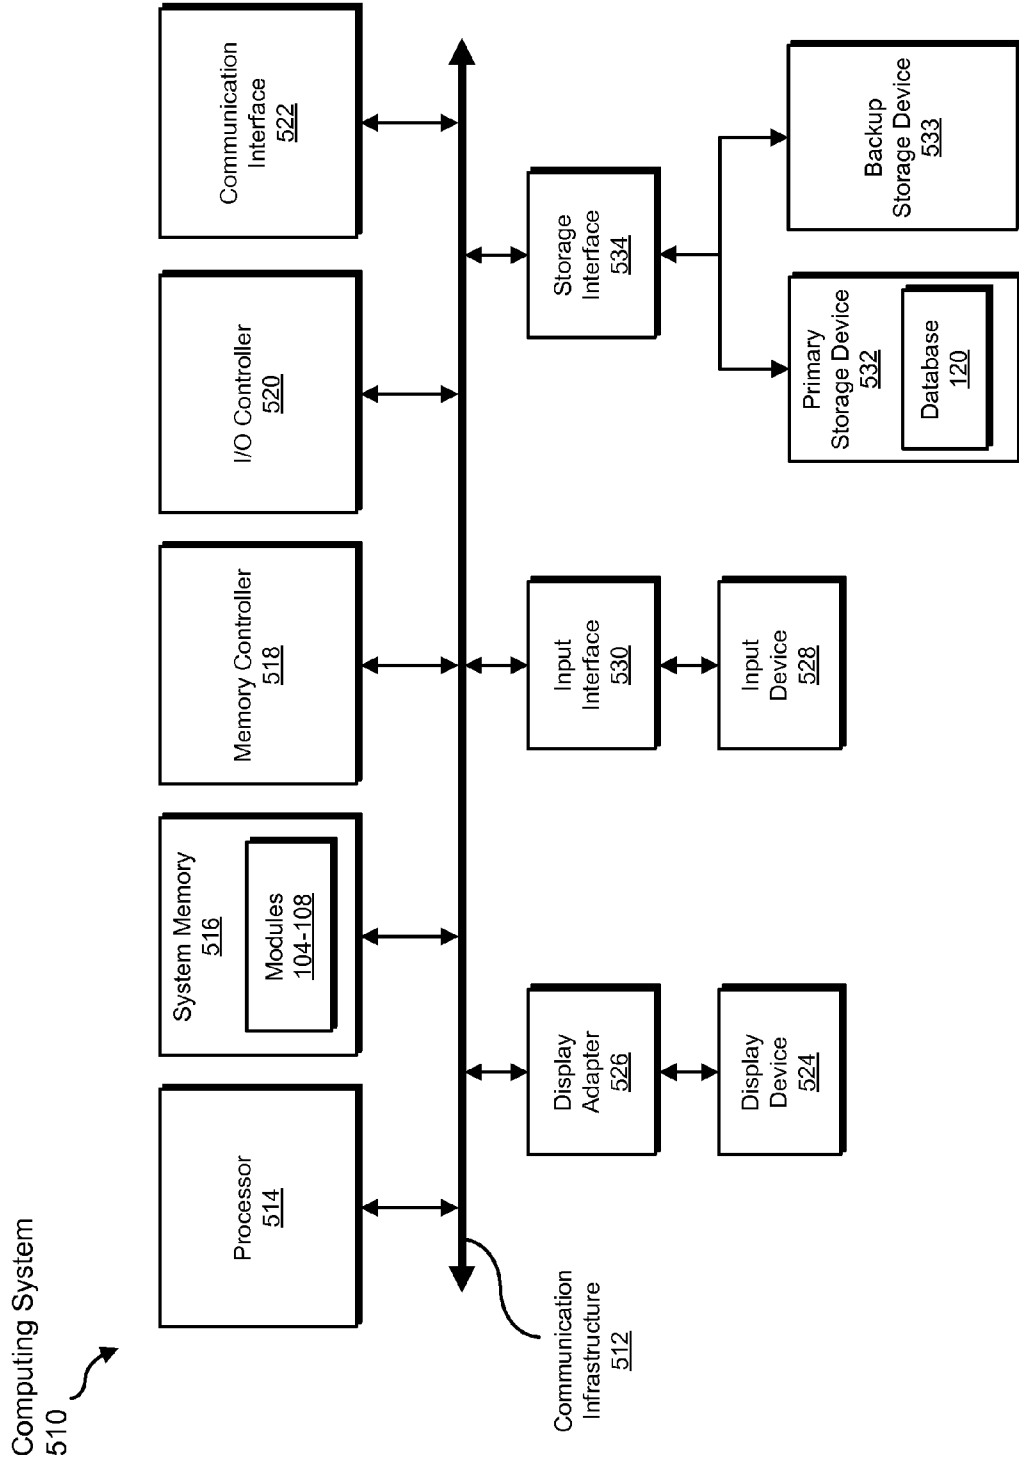 Computing System
510
Processor
514
System Memory
516
Modules
104-108
Memory Controller
518
I/O Controller
520
Communication
Interface
522
Communication
Infrastructure
512
Display
Adapter
526
Input
Interface
530
Storage
Interface
534
Display
Device
524
Input
Device
528
Primary
Storage Device
532
Database
120
Backup
Storage Device
533